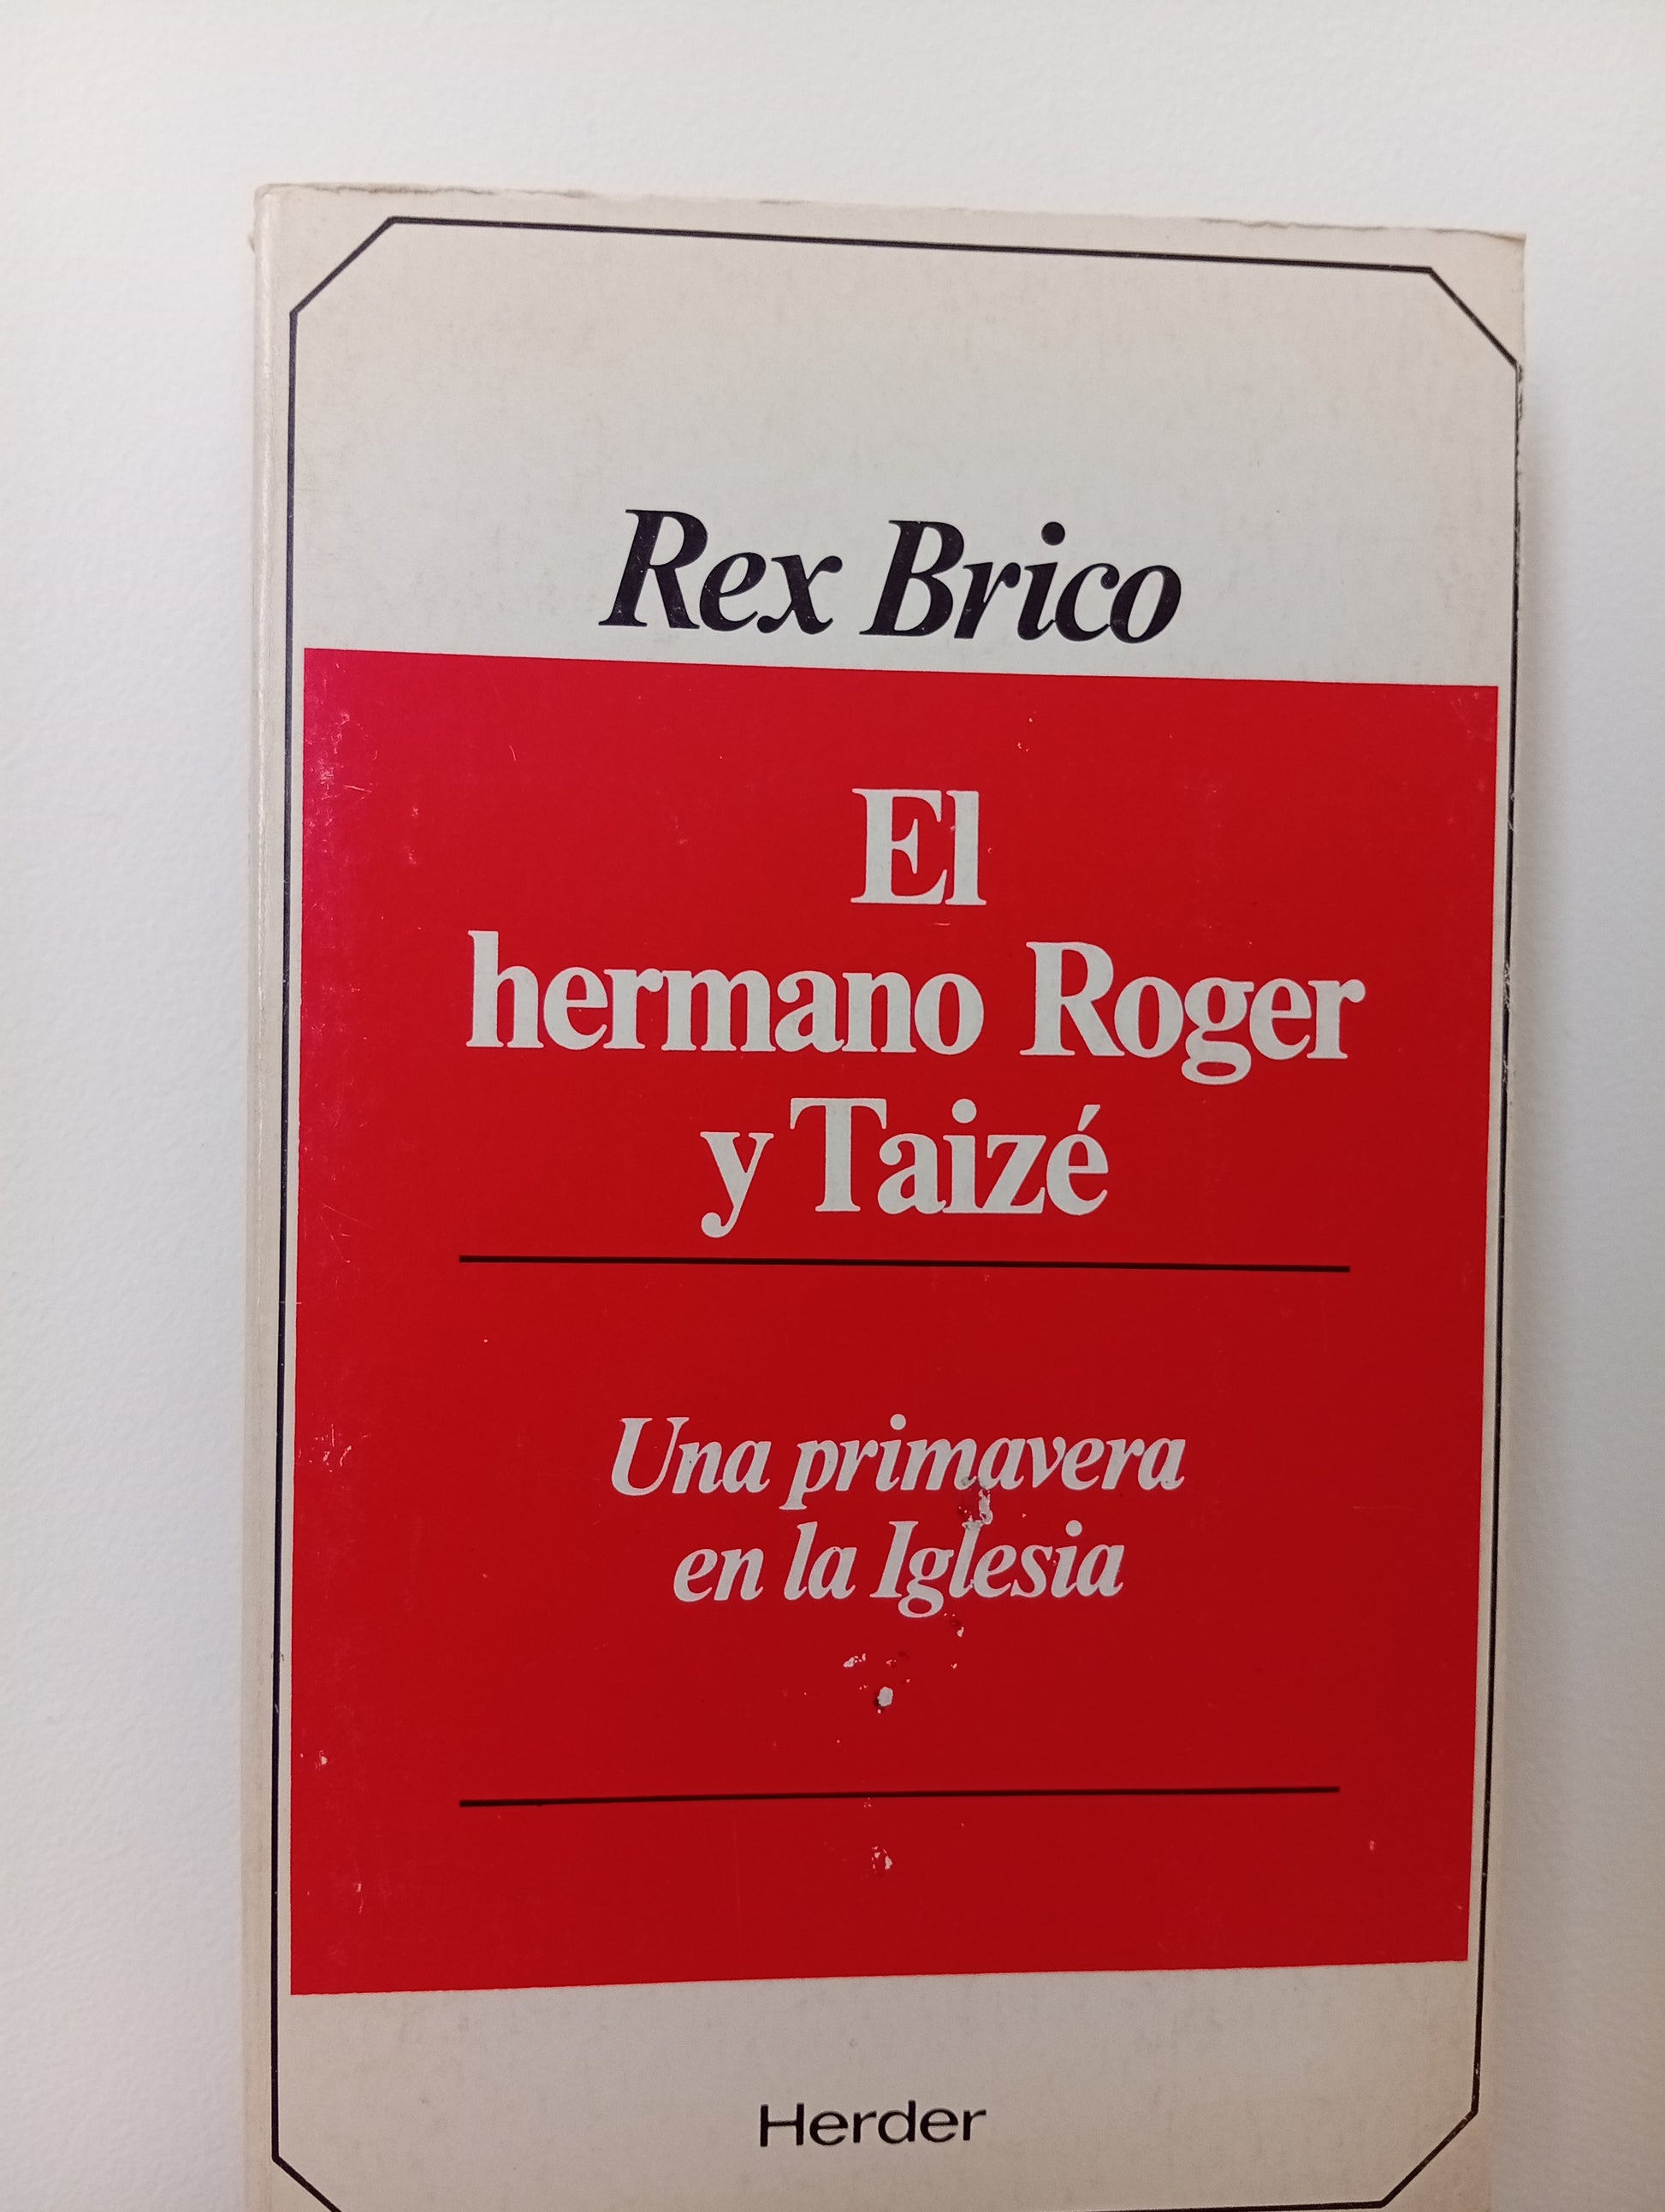 Rex Brico
El
hermano Roger
y Taizé
Una primavera
en la Iglesia
Herder